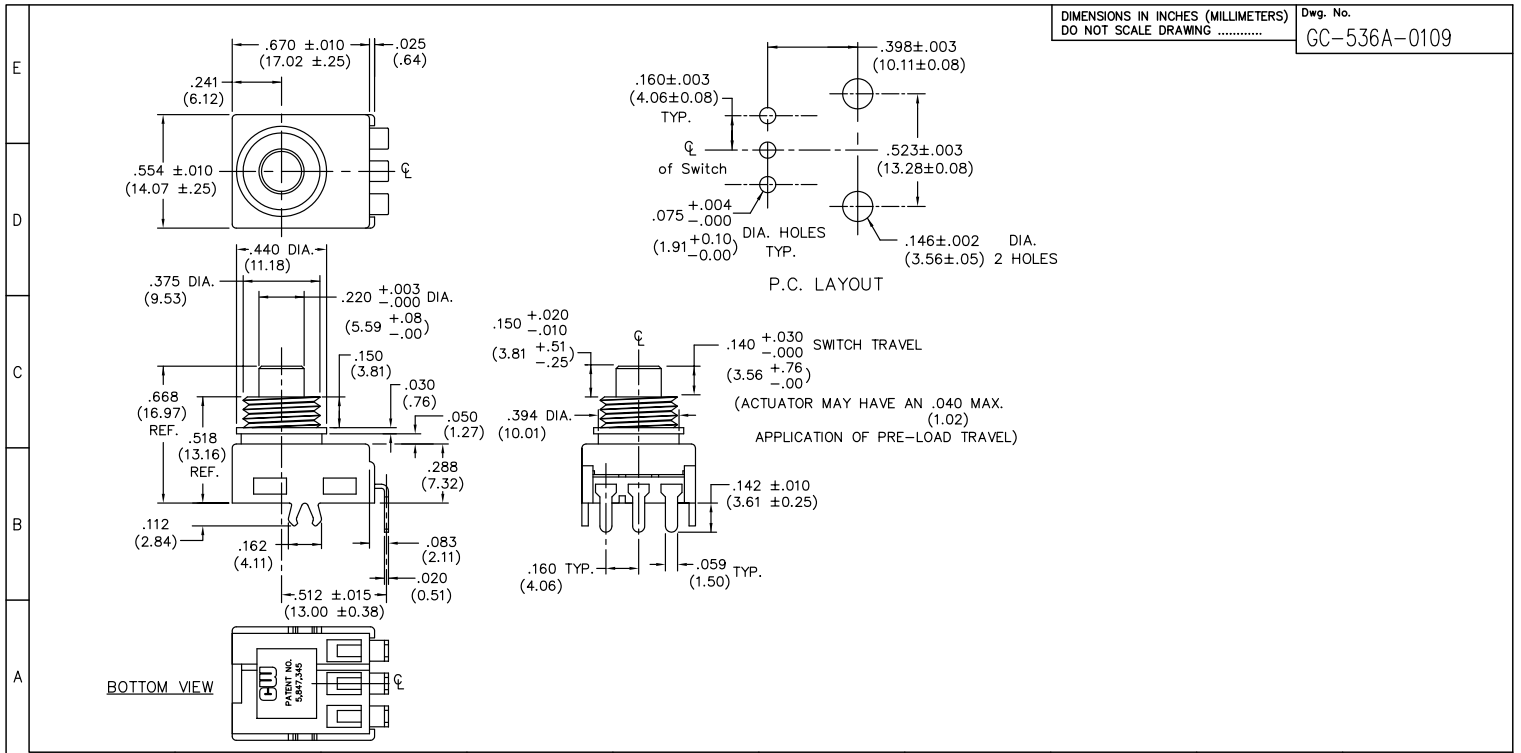 DIMENSIONS IN INCHES (MILLIMETERS)
DO NOT SCALE DRAWING ............
Dwg. No.
GC-536A-0109
E
D
C
B
A
.670 ±.010
(17.02 ±.25)
.025
(.64)
.241
(6.12)
.554 ±.010
(14.07 ±.25)
℄
.398±.003
(10.11±0.08)
.160±.003
(4.06±0.08)
TYP.
℄
of Switch
.523±.003
(13.28±0.08)
.075 +.004 -.000
(1.91 +0.10 -0.00)
DIA. HOLES
TYP.
.146±.002 DIA.
(3.56±.05) 2 HOLES
P.C. LAYOUT
.440 DIA.
(11.18)
.375 DIA.
(9.53)
.220 +.003 -.000 DIA.
(5.59 +.08 -.00)
.150
(3.81)
.030
(.76)
.050
(1.27)
.668
(16.97)
REF.
.518
(13.16)
REF.
.288
(7.32)
.112
(2.84)
.162
(4.11)
.083
(2.11)
.020
(0.51)
.512 ±.015
(13.00 ±0.38)
.150 +.020 -.010
(3.81 +.51 -.25)
℄
.140 +.030 -.000 SWITCH TRAVEL
(3.56 +.76 -.00)
(ACTUATOR MAY HAVE AN .040 MAX.
(1.02)
APPLICATION OF PRE-LOAD TRAVEL)
.394 DIA.
(10.01)
.142 ±.010
(3.61 ±0.25)
.160 TYP.
(4.06)
.059 TYP.
(1.50)
BOTTOM VIEW
CW
PATENT NO.
5,847,345
℄